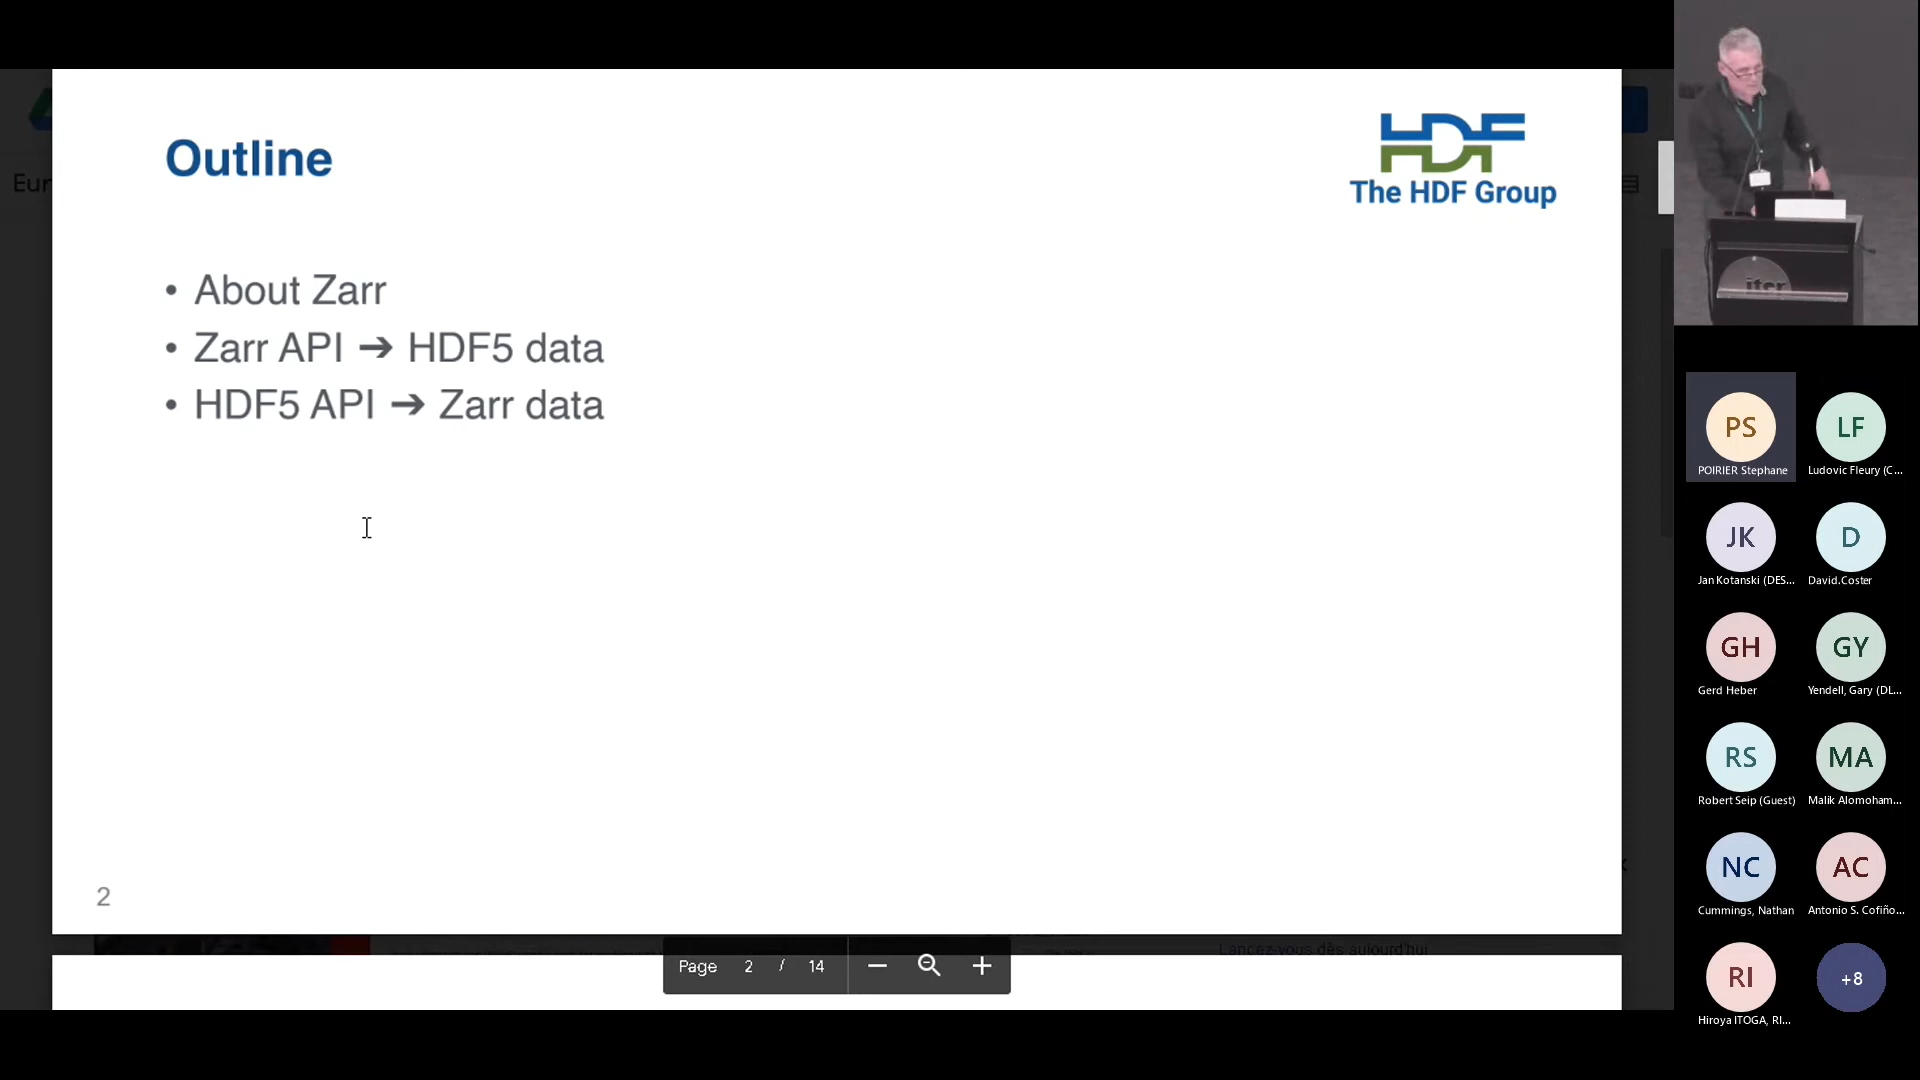 Outline
HDF
The HDF Group
• About Zarr
• Zarr API ➔ HDF5 data
• HDF5 API ➔ Zarr data
2
Eur
Lancez-vous dès aujourd'hui
Page 2 / 14
iter
PS
POIRIER Stephane
LF
Ludovic Fleury (C...
JK
Jan Kotanski (DES...
D
David.Coster
GH
Gerd Heber
GY
Yendell, Gary (DL...
RS
Robert Seip (Guest)
MA
Malik Alomoham...
NC
Cummings, Nathan
AC
Antonio S. Cofiño...
RI
Hiroya ITOGA, RI...
+8